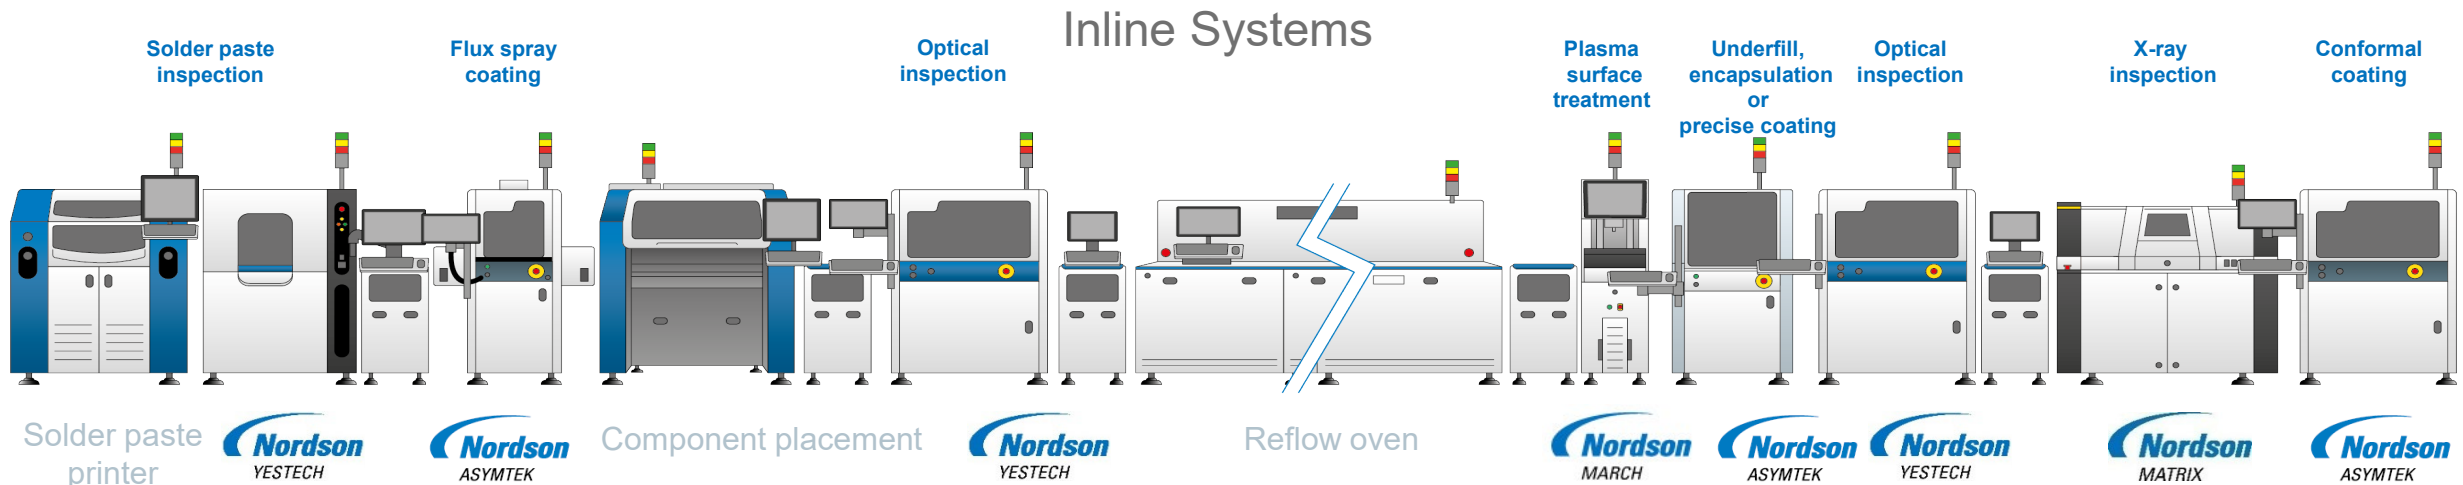 Inline Systems
Solder paste
inspection
Flux spray
coating
Optical
inspection
Plasma
surface
treatment
Underfill,
encapsulation
or
precise coating
Optical
inspection
X-ray
inspection
Conformal
coating
Solder paste
printer
Nordson
YESTECH
Nordson
ASYMTEK
Component placement
Nordson
YESTECH
Reflow oven
Nordson
MARCH
Nordson
ASYMTEK
Nordson
YESTECH
Nordson
MATRIX
Nordson
ASYMTEK